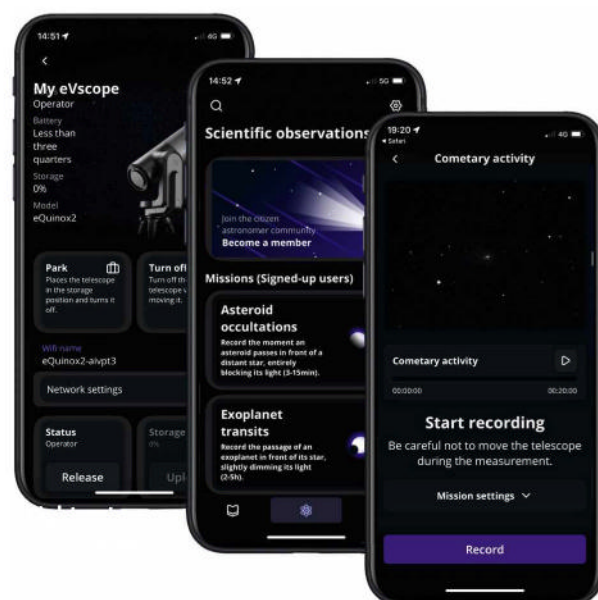 14:51
4G
My eVscope
Operator
Battery
Less than
three
quarters
Storage
0%
Model
eQuinox2
Park
Places the telescope
in the storage
position and turns it
off.
Turn off
Turn off th
telescope
moving it.
Wifi name
eQuinox2-aivpt3
Network settings
Status
Operator
Release
Storage
0%
Upl
14:52
5G
Scientific observations
Join the citizen
astronomer community
Become a member
Missions (Signed-up users)
Asteroid
occultations
Record the moment an
asteroid passes in front of a
distant star, entirely
blocking its light (3-15min).
Exoplanet
transits
Record the passage of an
exoplanet in front of its star,
slightly dimming its light
(2-5h).
19:20
4G
Safari
Cometary activity
Cometary activity
00:00:00
00:20:00
Start recording
Be careful not to move the telescope
during the measurement.
Mission settings
Record